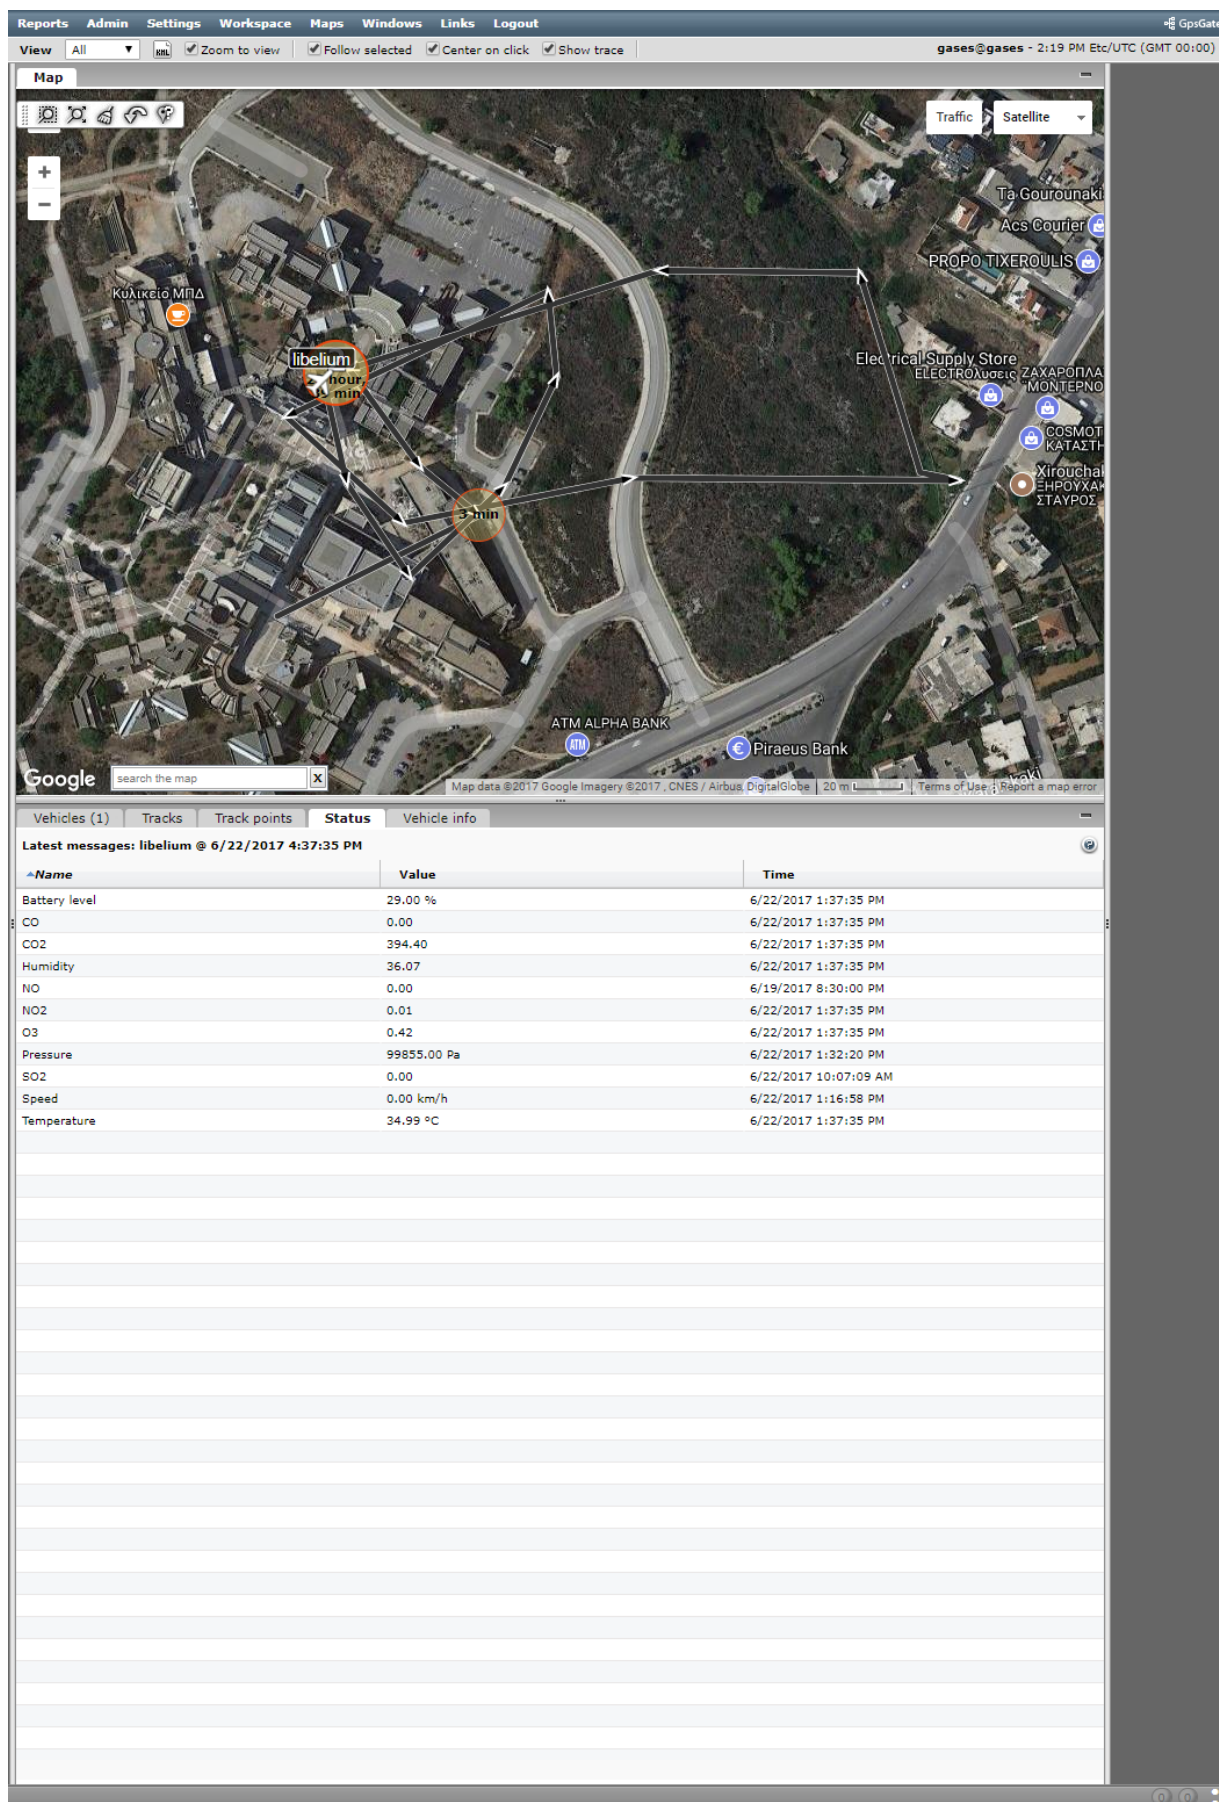 Reports Admin Settings Workspace Maps Windows Links Logout GpsGate
View All KML Zoom to view Follow selected Center on click Show trace gases@gases - 2:19 PM Etc/UTC (GMT 00:00)
Map
Traffic Satellite
+
−
Ta Gourounaki
Acs Courier
PROPO TIXEROULIS
Κυλικείο ΜΠΔ
libelium
hour,
min
Electrical Supply Store
ELECTROλύσεις
ΖΑΧΑΡΟΠΛΑ
'ΜΟΝΤΕΡΝΟ
COSMOT
ΚΑΤΑΣΤΗ
Xirouchak
ΞΗΡΟΥΧΑΚ
ΣΤΑΥΡΟΣ
3 min
ATM ALPHA BANK
ATM
€ Piraeus Bank
Google search the map X
Map data ©2017 Google Imagery ©2017 , CNES / Airbus, DigitalGlobe 20 m Terms of Use Report a map error
Vehicles (1) Tracks Track points Status Vehicle info
Latest messages: libelium @ 6/22/2017 4:37:35 PM
Name Value Time
Battery level 29.00 % 6/22/2017 1:37:35 PM
CO 0.00 6/22/2017 1:37:35 PM
CO2 394.40 6/22/2017 1:37:35 PM
Humidity 36.07 6/22/2017 1:37:35 PM
NO 0.00 6/19/2017 8:30:00 PM
NO2 0.01 6/22/2017 1:37:35 PM
O3 0.42 6/22/2017 1:37:35 PM
Pressure 99855.00 Pa 6/22/2017 1:32:20 PM
SO2 0.00 6/22/2017 10:07:09 AM
Speed 0.00 km/h 6/22/2017 1:16:58 PM
Temperature 34.99 °C 6/22/2017 1:37:35 PM
0 0